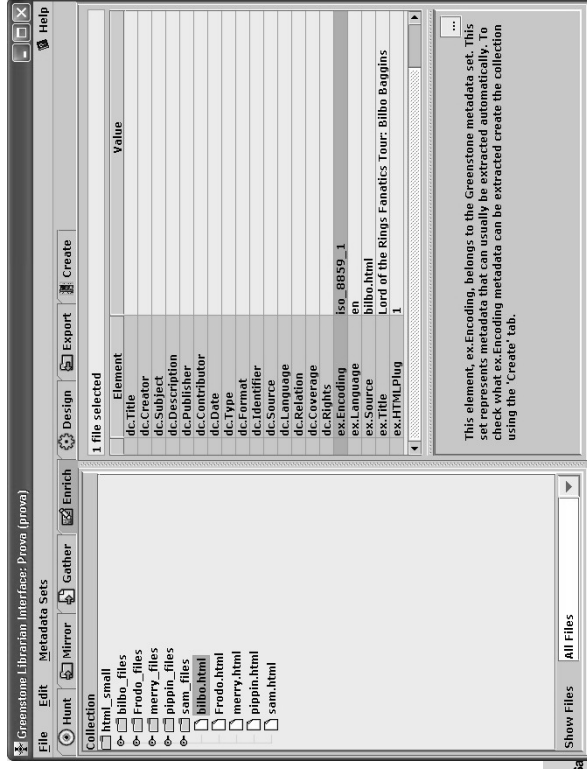 Greenstone Librarian Interface: Prova (prova)
File Edit Metadata Sets Help
Hunt Mirror Gather Enrich Design Export Create
Collection
html_small
bilbo_files
Frodo_files
merry_files
pippin_files
sam_files
bilbo.html
Frodo.html
merry.html
pippin.html
sam.html
Show Files All Files
1 file selected
Element Value
dc.Title
dc.Creator
dc.Subject
dc.Description
dc.Publisher
dc.Contributor
dc.Date
dc.Type
dc.Format
dc.Identifier
dc.Source
dc.Language
dc.Relation
dc.Coverage
dc.Rights
ex.Encoding iso_8859_1
ex.Language en
ex.Source bilbo.html
ex.Title Lord of the Rings Fanatics Tour: Bilbo Baggins
ex.HTMLPlug 1
...
This element, ex.Encoding, belongs to the Greenstone metadata set. This
set represents metadata that can usually be extracted automatically. To
check what ex.Encoding metadata can be extracted create the collection
using the 'Create' tab.